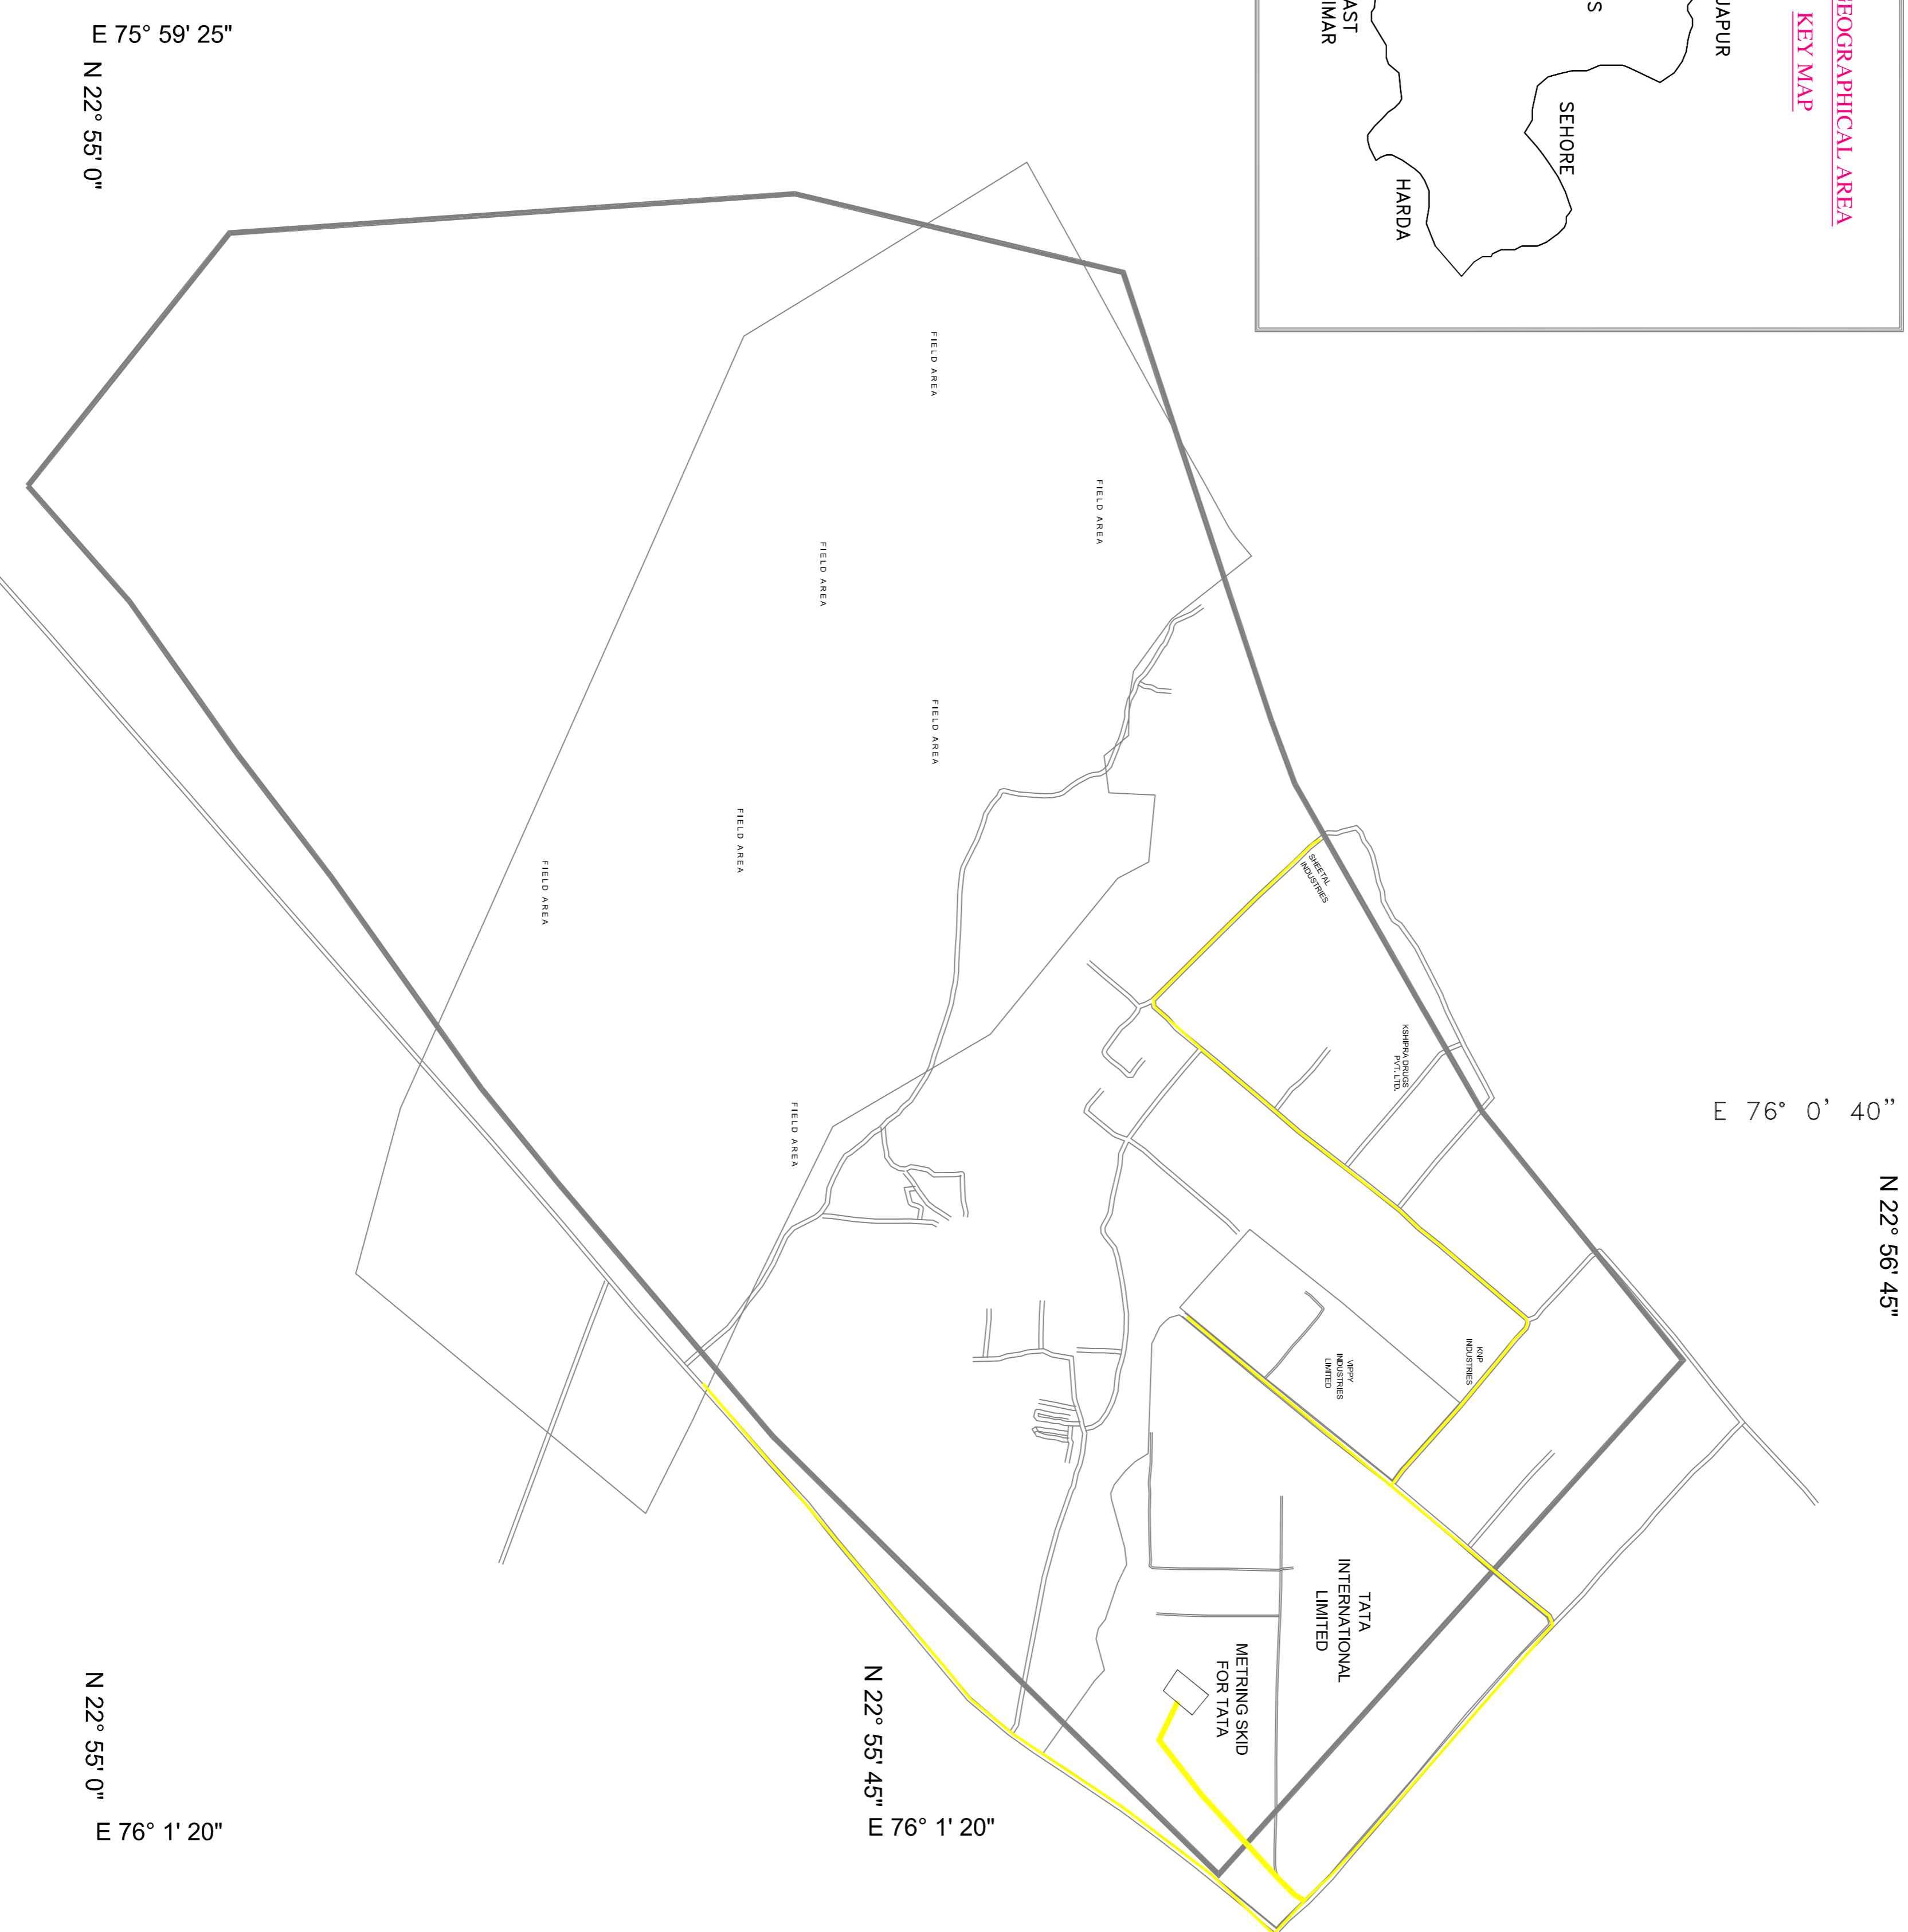 GEOGRAPHICAL AREA
KEY MAP
JAPUR
S
AST
IMAR
SEHORE
HARDA
E 75° 59' 25"
N 22° 55' 0"
FIELD AREA
FIELD AREA
FIELD AREA
FIELD AREA
FIELD AREA
FIELD AREA
FIELD AREA
SHEETAL
INDUSTRIES
KSHIPRA DRUGS
PVT. LTD.
E 76° 0' 40"
N 22° 56' 45"
KNP
INDUSTRIES
VIPPY
INDUSTRIES
LIMITED
TATA
INTERNATIONAL
LIMITED
METRING SKID
FOR TATA
N 22° 55' 45"
E 76° 1' 20"
N 22° 55' 0"
E 76° 1' 20"